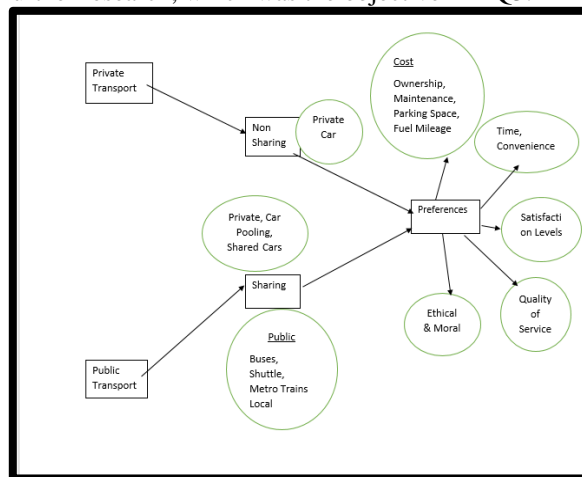 Private
Transport
Non
Sharing
Private
Car
Cost
Ownership,
Maintenance,
Parking Space,
Fuel Mileage
Time,
Convenience
Preferences
Private, Car
Pooling,
Shared Cars
Satisfacti
on Levels
Sharing
Ethical
& Moral
Quality
of
Service
Public
Buses,
Shuttle,
Metro Trains
Local
Public
Transport